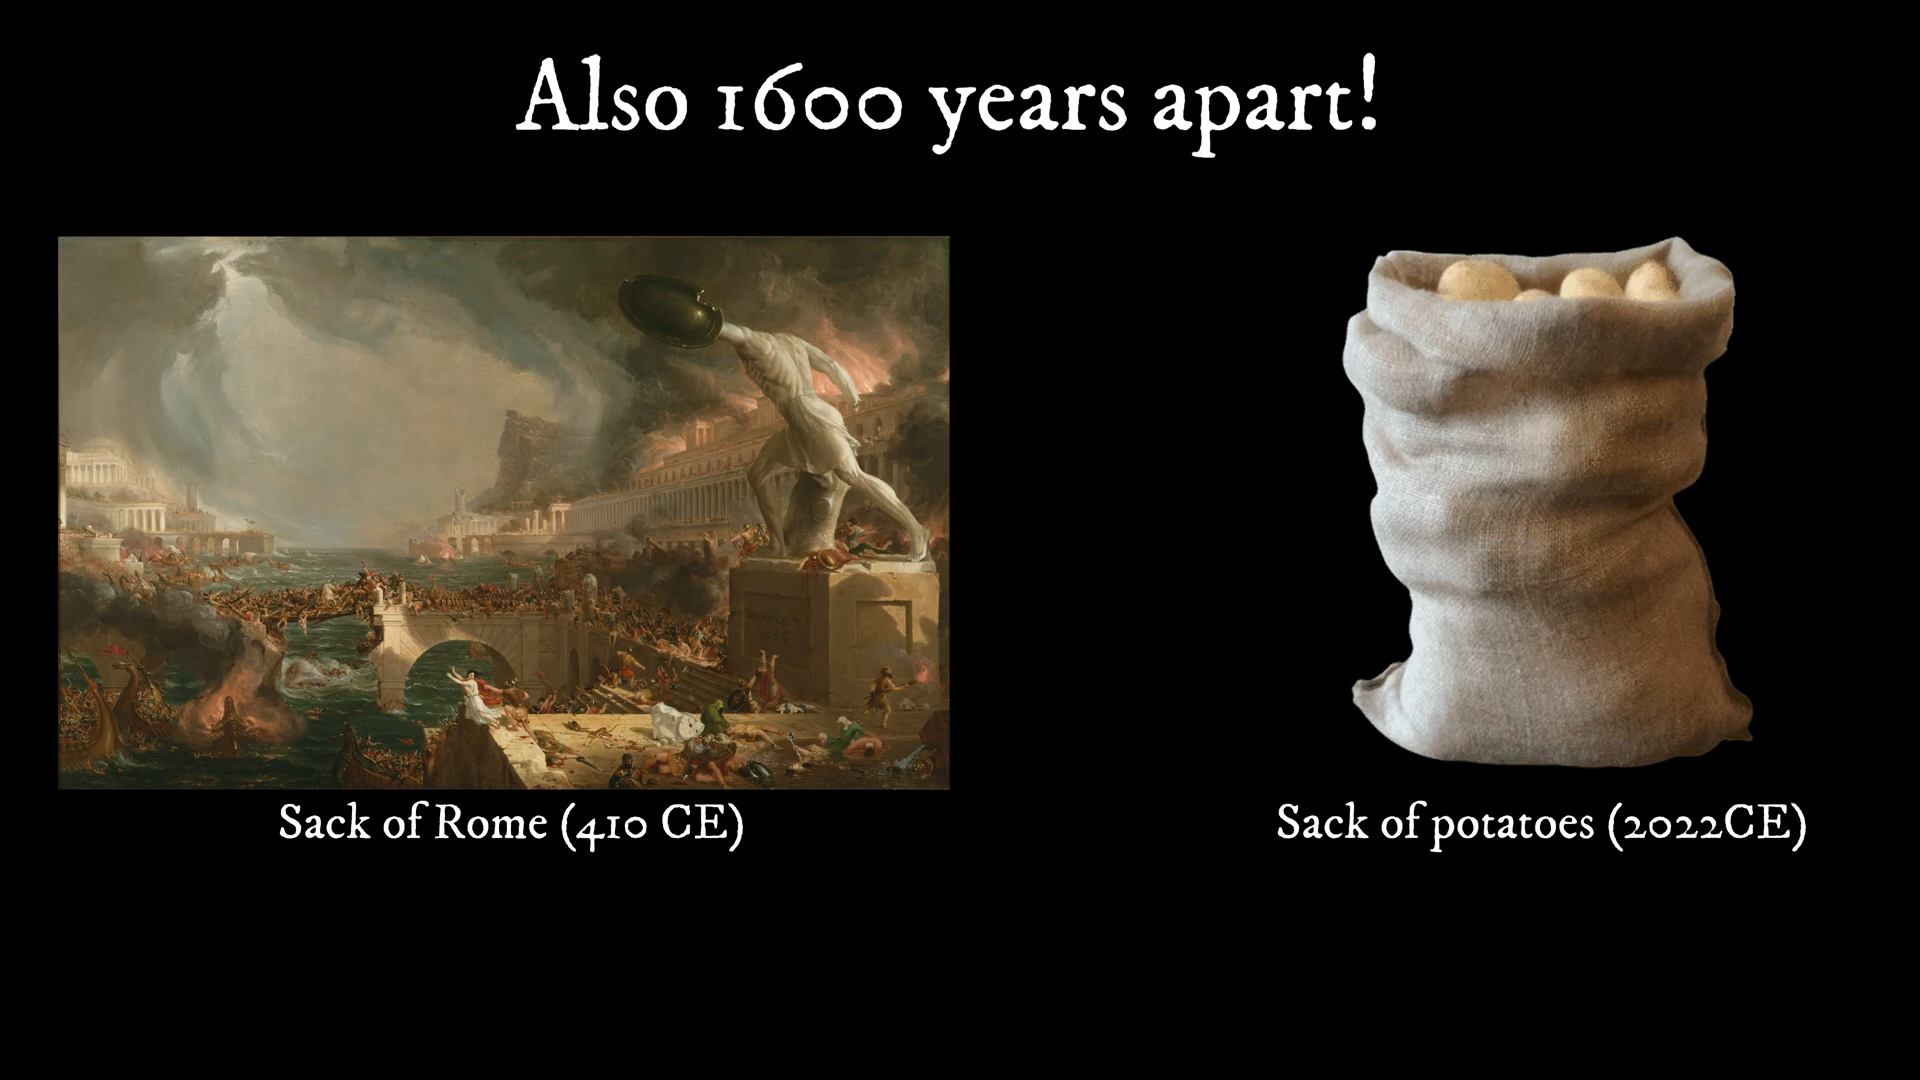 Also 1600 years apart!
Sack of Rome (410 CE)
Sack of potatoes (2022CE)